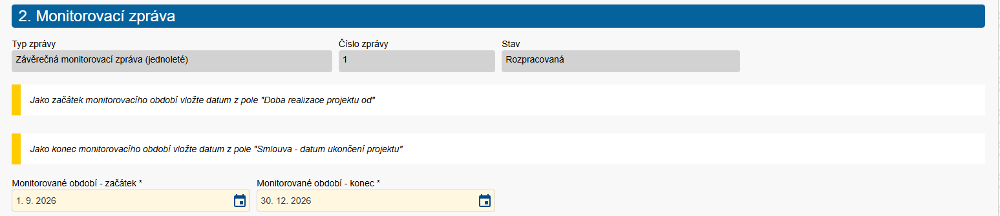 2. Monitorovací zpráva
Typ zprávy
Číslo zprávy
Stav
Závěrečná monitorovací zpráva (jednoleté)
1
Rozpracovaná
Jako začátek monitorovacího období vložte datum z pole "Doba realizace projektu od"
Jako konec monitorovacího období vložte datum z pole "Smlouva - datum ukončení projektu"
Monitorované období - začátek *
Monitorované období - konec *
1. 9. 2026
30. 12. 2026